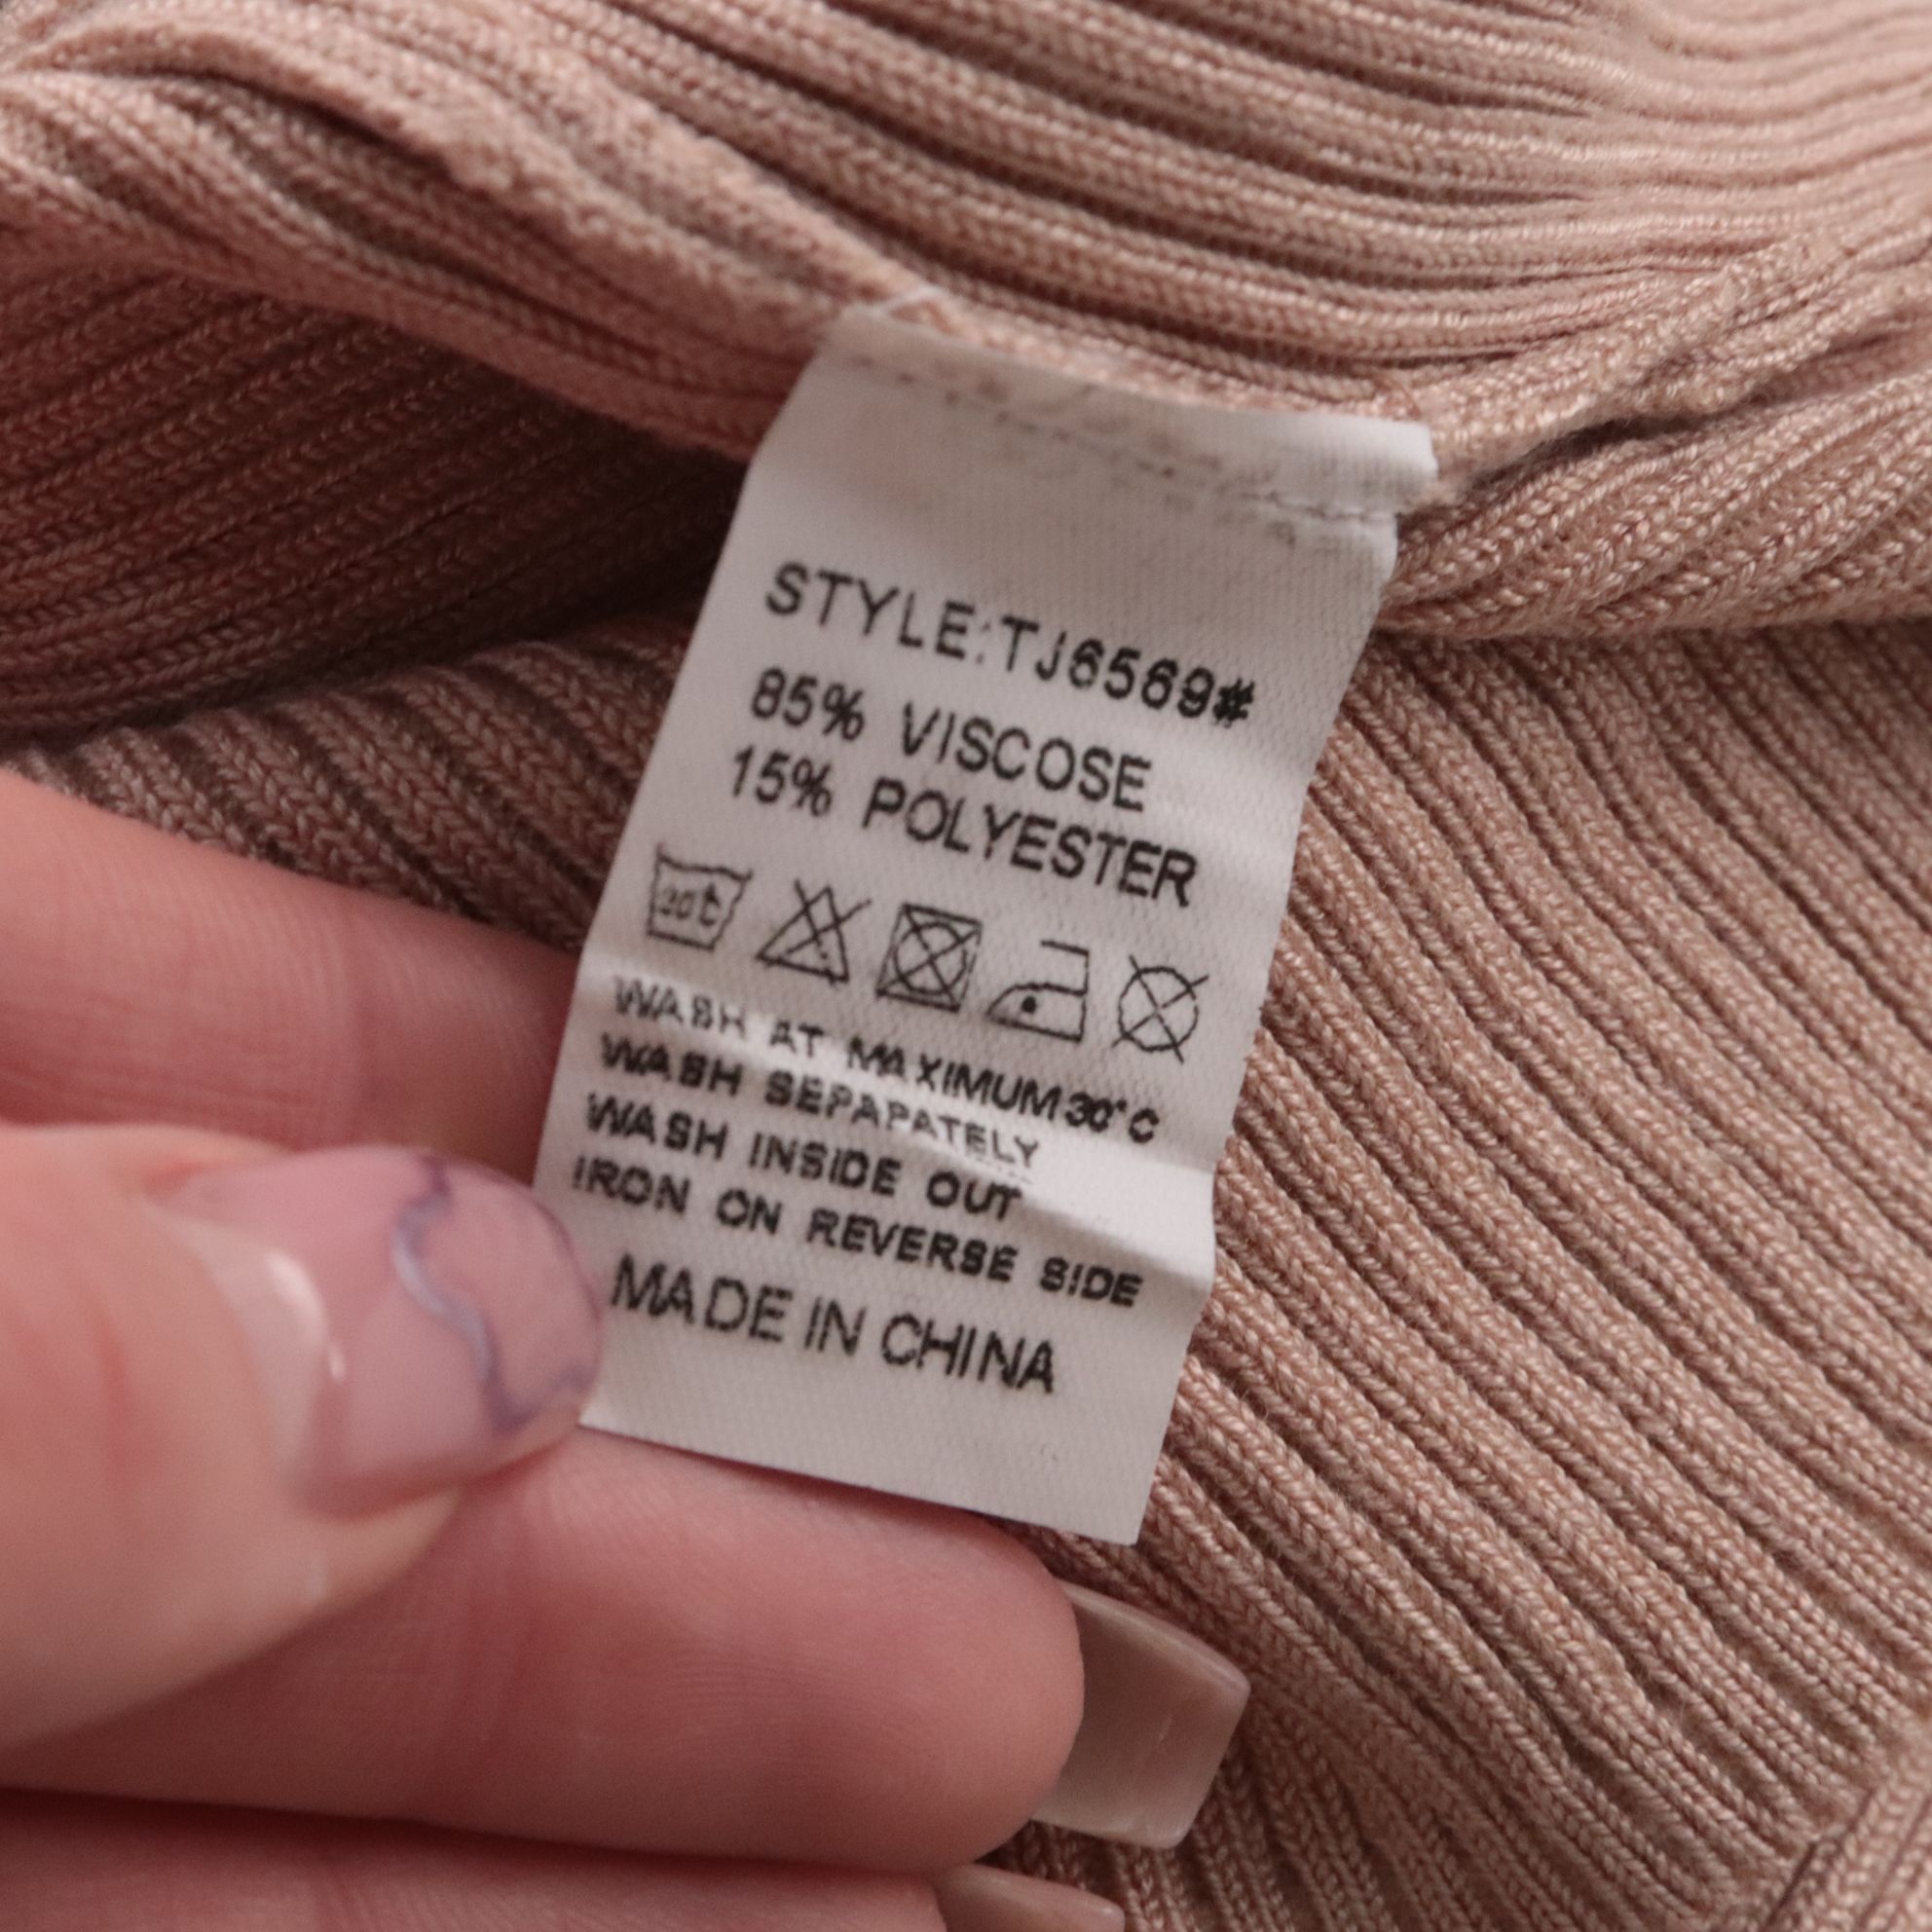 STYLE:TJ6569#
85% VISCOSE
15% POLYESTER
30℃
WASH AT MAXIMUM 30°C
WASH SEPAPATELY
WASH INSIDE OUT
IRON ON REVERSE SIDE
MADE IN CHINA